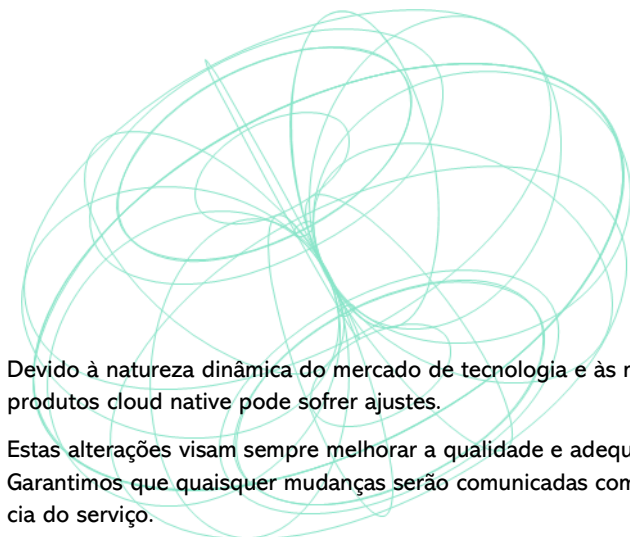 Devido à natureza dinâmica do mercado de tecnologia e às
produtos cloud native pode sofrer ajustes.
Estas alterações visam sempre melhorar a qualidade e
Garantimos que quaisquer mudanças serão comunicadas
cia do serviço.